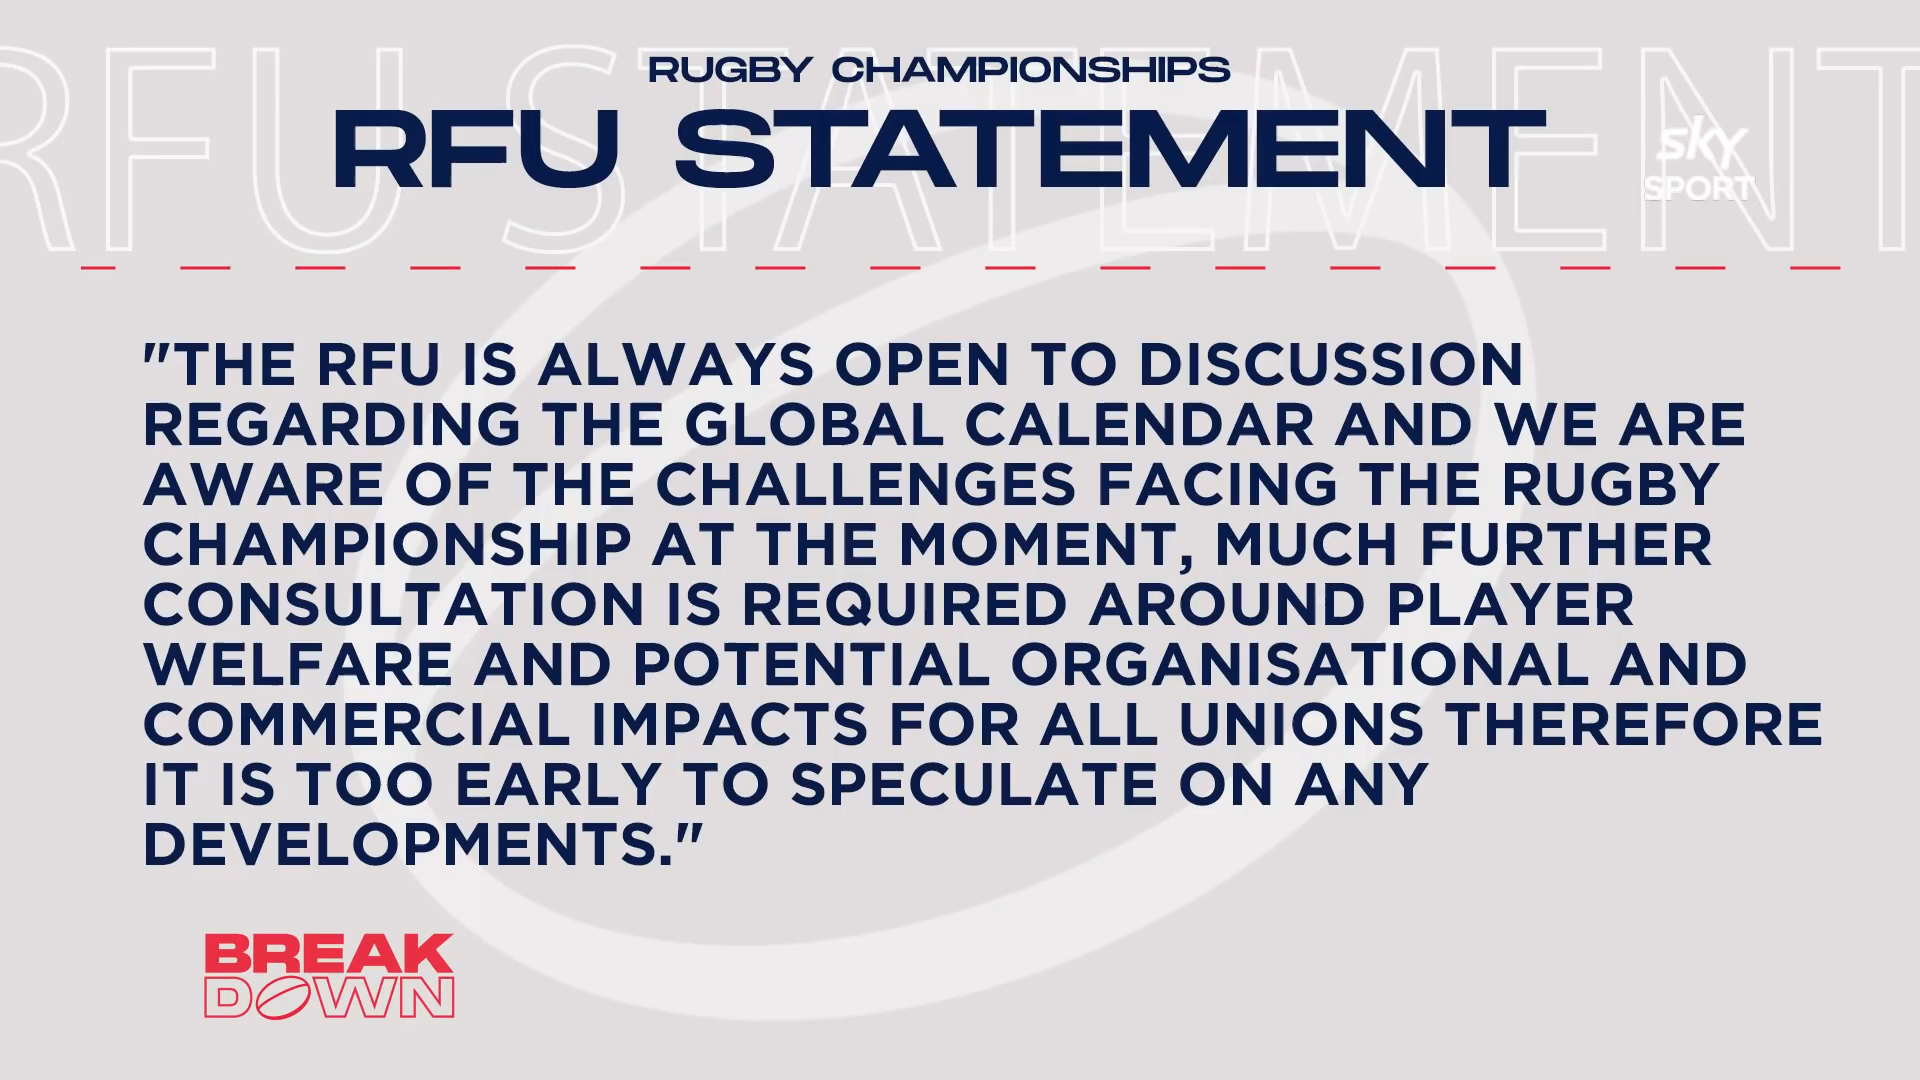 RFU STATEMENT
RUGBY CHAMPIONSHIPS
RFU STATEMENT
sky
SPORT
"THE RFU IS ALWAYS OPEN TO DISCUSSION
REGARDING THE GLOBAL CALENDAR AND WE ARE
AWARE OF THE CHALLENGES FACING THE RUGBY
CHAMPIONSHIP AT THE MOMENT, MUCH FURTHER
CONSULTATION IS REQUIRED AROUND PLAYER
WELFARE AND POTENTIAL ORGANISATIONAL AND
COMMERCIAL IMPACTS FOR ALL UNIONS THEREFORE
IT IS TOO EARLY TO SPECULATE ON ANY
DEVELOPMENTS."
BREAK
DOWN